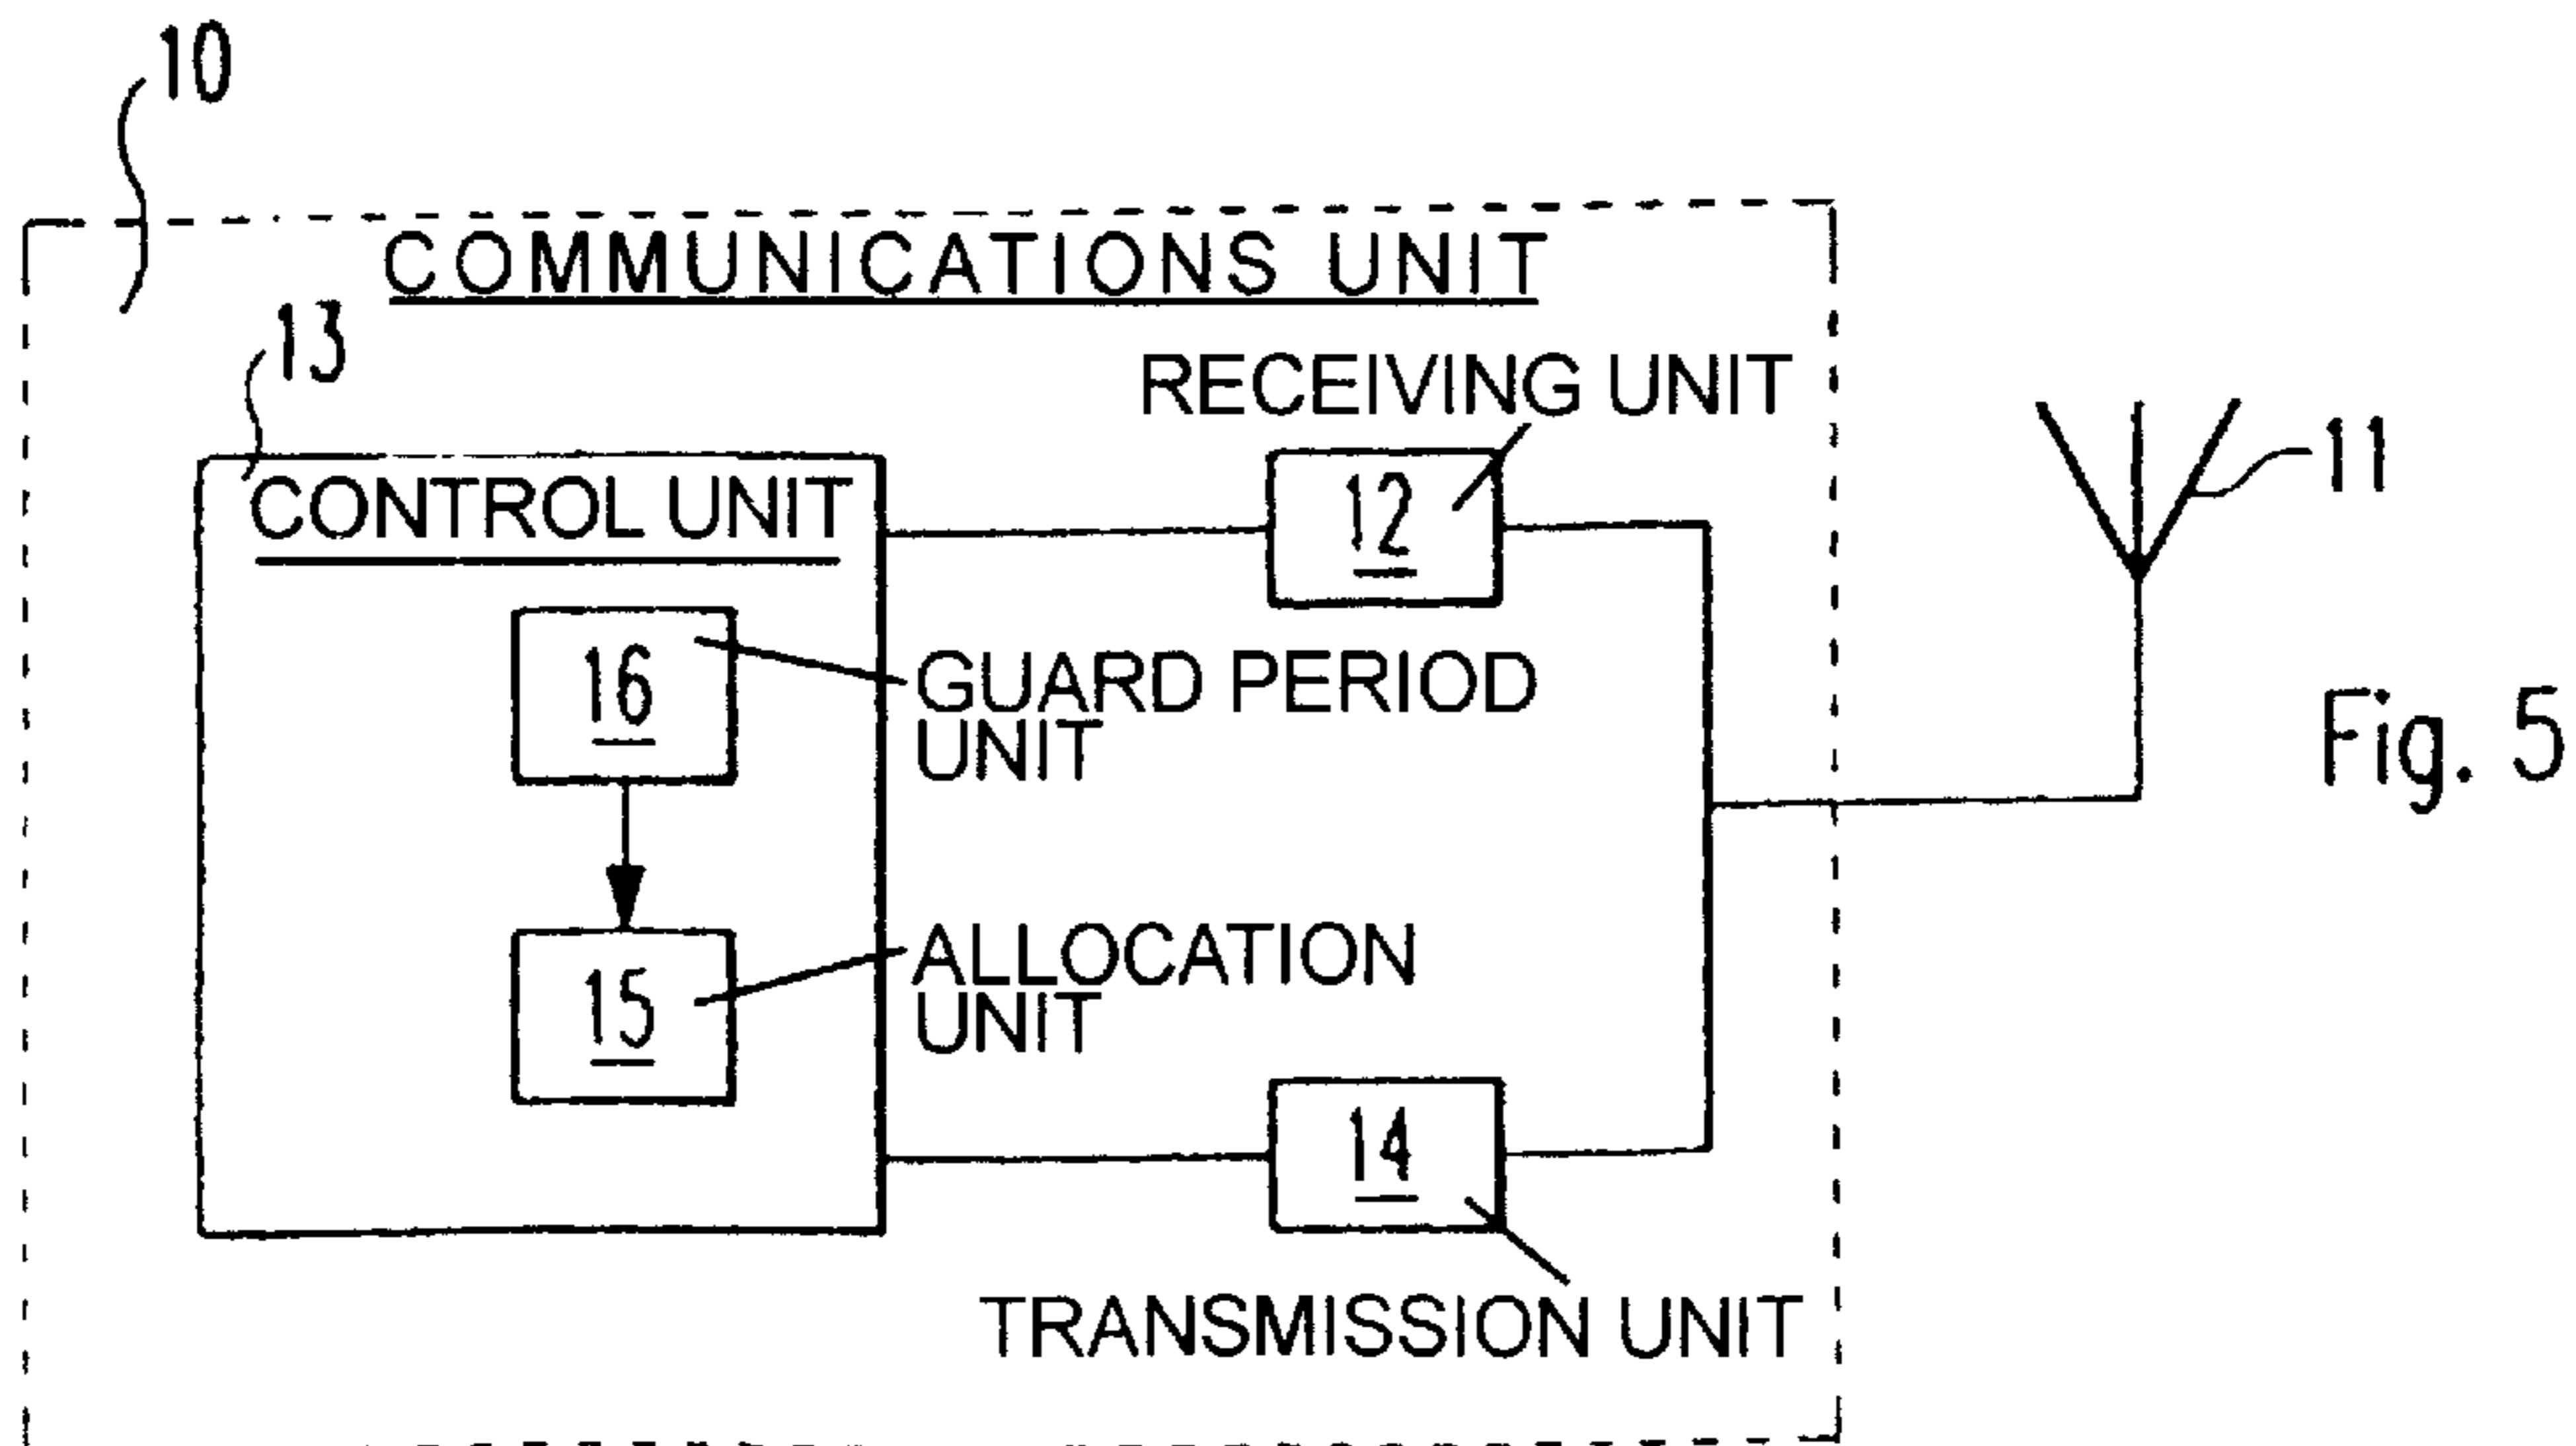 10
COMMUNICATIONS UNIT
13
RECEIVING UNIT
11
CONTROL UNIT
12
16
GUARD PERIOD
UNIT
Fig. 5
ALLOCATION
UNIT
15
14
TRANSMISSION UNIT